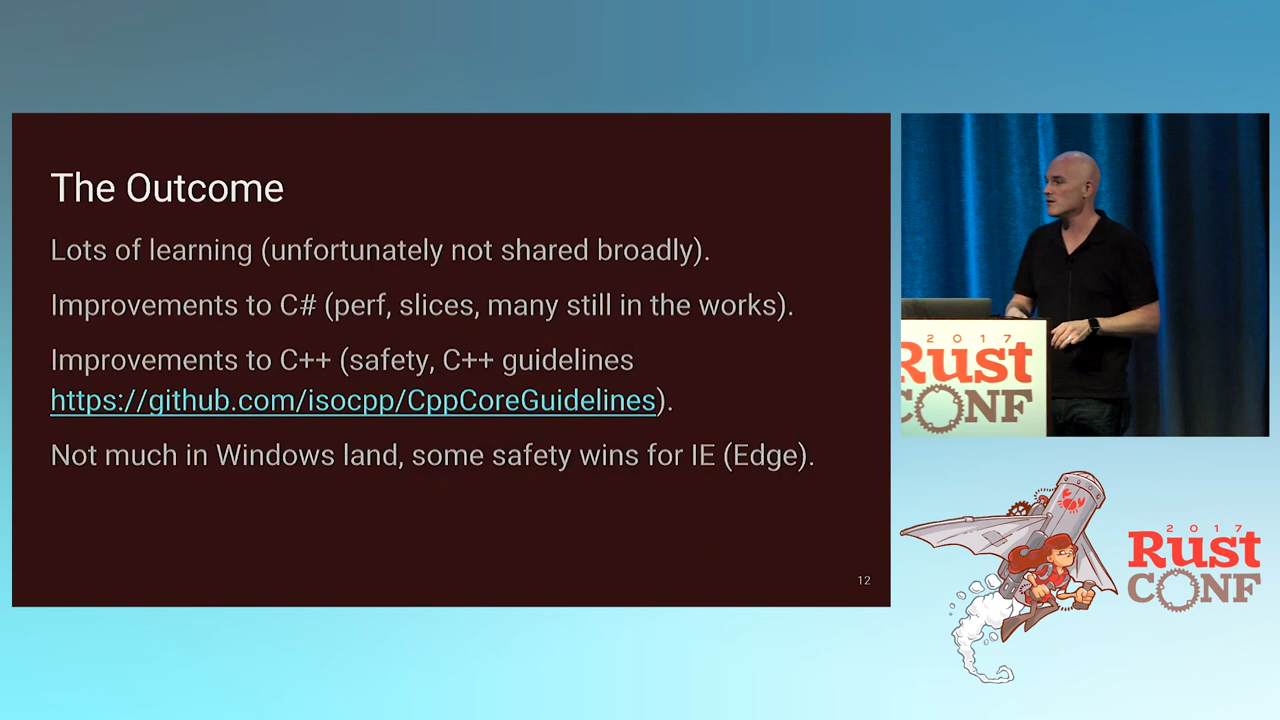 The Outcome
Lots of learning (unfortunately not shared broadly).
Improvements to C# (perf, slices, many still in the works).
Improvements to C++ (safety, C++ guidelines
https://github.com/isocpp/CppCoreGuidelines).
Not much in Windows land, some safety wins for IE (Edge).
12
2017
Rust
CONF
2017
Rust
CONF